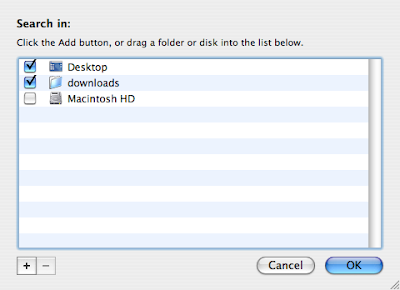 Search in:
Click the Add button, or drag a folder or disk into the list below.
Desktop
downloads
Macintosh HD
+ −
Cancel OK